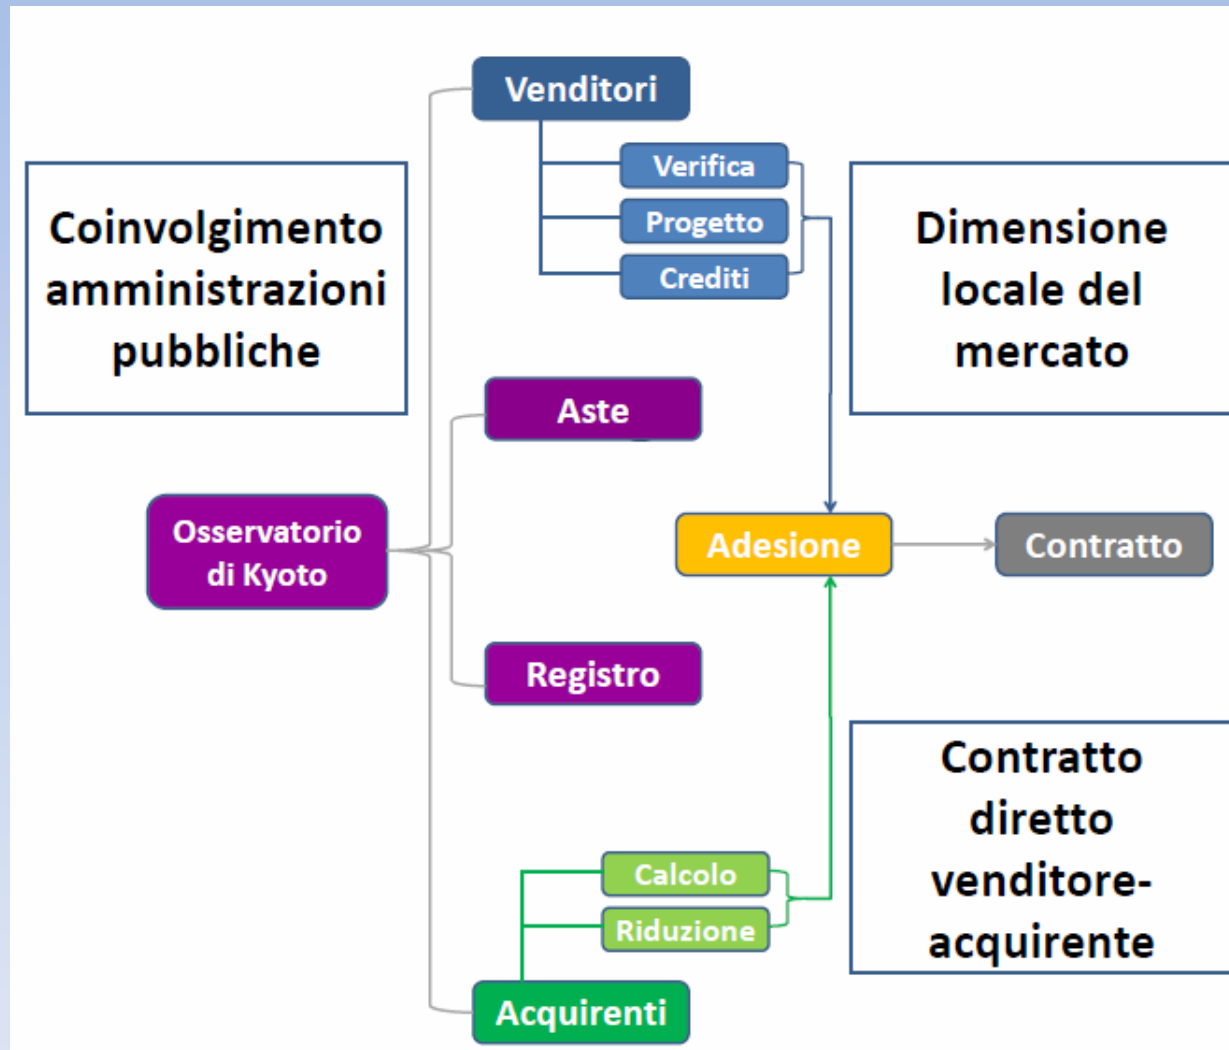 Venditori
Verifica
Progetto
Crediti
Coinvolgimento
amministrazioni
pubbliche
Dimensione
locale del
mercato
Aste
Osservatorio
di Kyoto
Adesione
Contratto
Registro
Contratto
diretto
venditore-
acquirente
Calcolo
Riduzione
Acquirenti